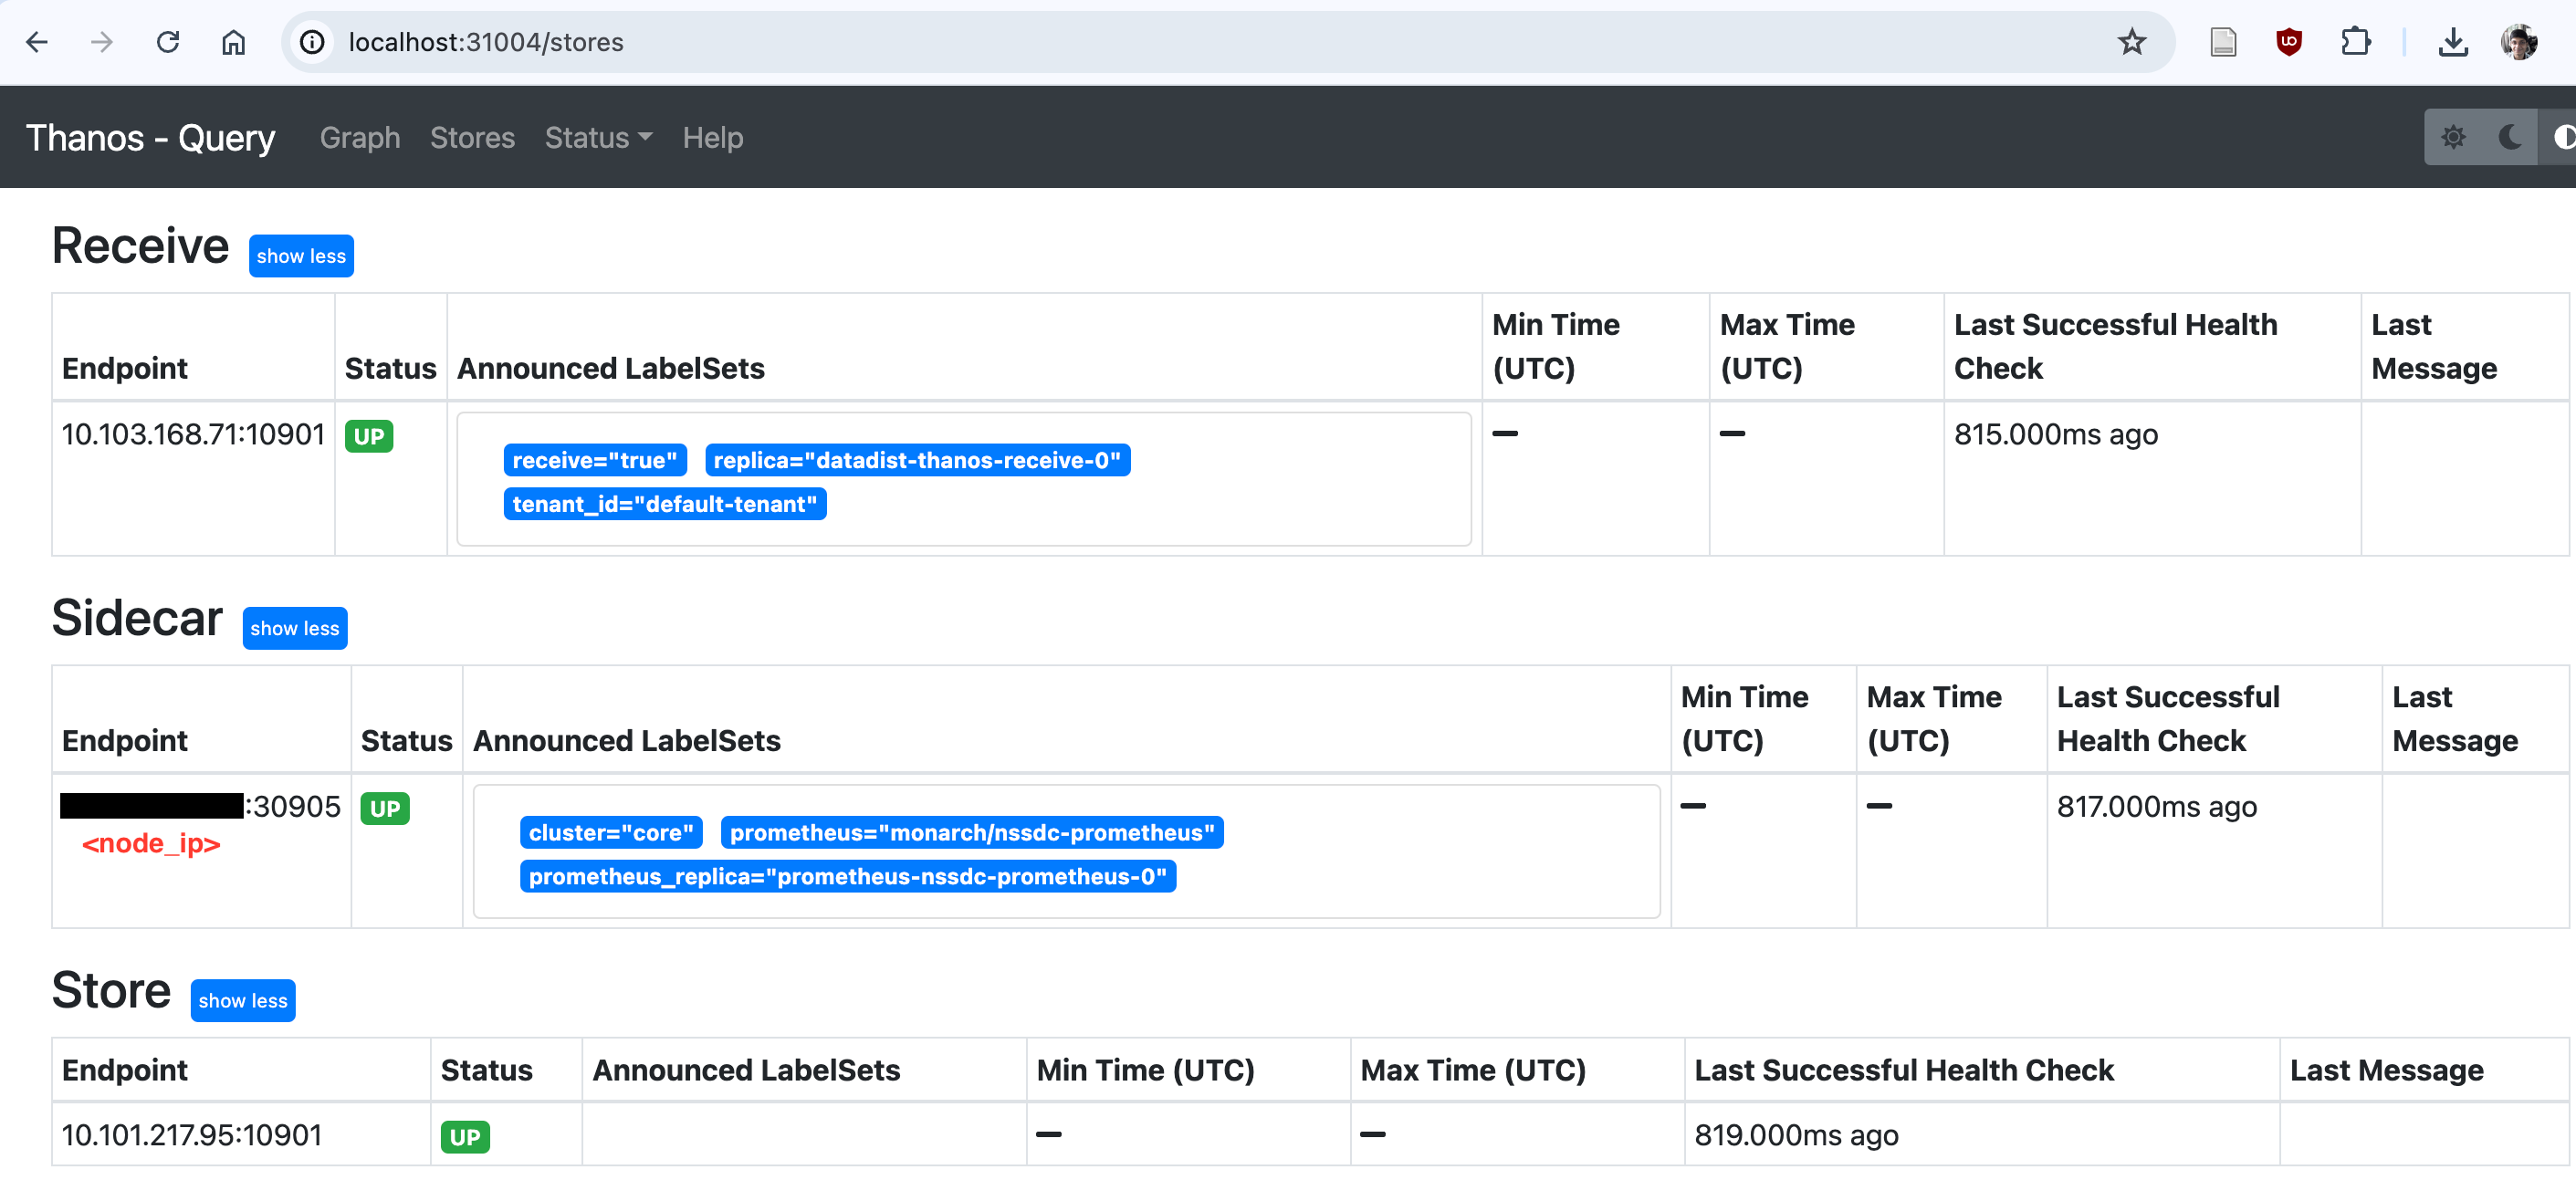 localhost:31004/stores
Thanos - Query Graph Stores Status Help
Receive show less
Endpoint Status Announced LabelSets Min Time (UTC) Max Time (UTC) Last Successful Health Check Last Message
10.103.168.71:10901 UP receive="true" replica="datadist-thanos-receive-0" — — 815.000ms ago
tenant_id="default-tenant"
Sidecar show less
Endpoint Status Announced LabelSets Min Time (UTC) Max Time (UTC) Last Successful Health Check Last Message
:30905 UP cluster="core" prometheus="monarch/nssdc-prometheus" — — 817.000ms ago
<node_ip> prometheus_replica="prometheus-nssdc-prometheus-0"
Store show less
Endpoint Status Announced LabelSets Min Time (UTC) Max Time (UTC) Last Successful Health Check Last Message
10.101.217.95:10901 UP — — 819.000ms ago